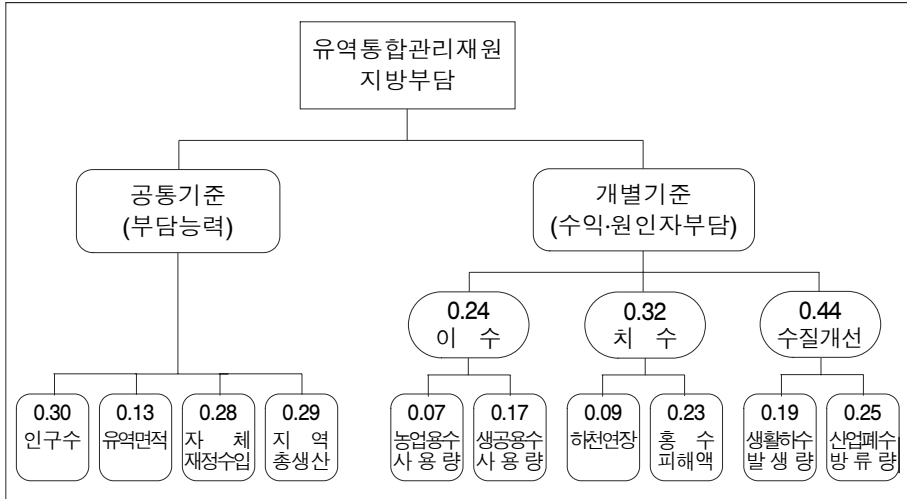 유역통합관리재원
지방부담
공통기준
(부담능력)
개별기준
(수익·원인자부담)
0.24
이 수
0.32
치 수
0.44
수질개선
0.30
인구수
0.13
유역면적
0.28
자 체
재정수입
0.29
지 역
총생산
0.07
농업용수
사 용 량
0.17
생공용수
사 용 량
0.09
하천연장
0.23
홍 수
피해액
0.19
생활하수
발 생 량
0.25
산업폐수
방 류 량